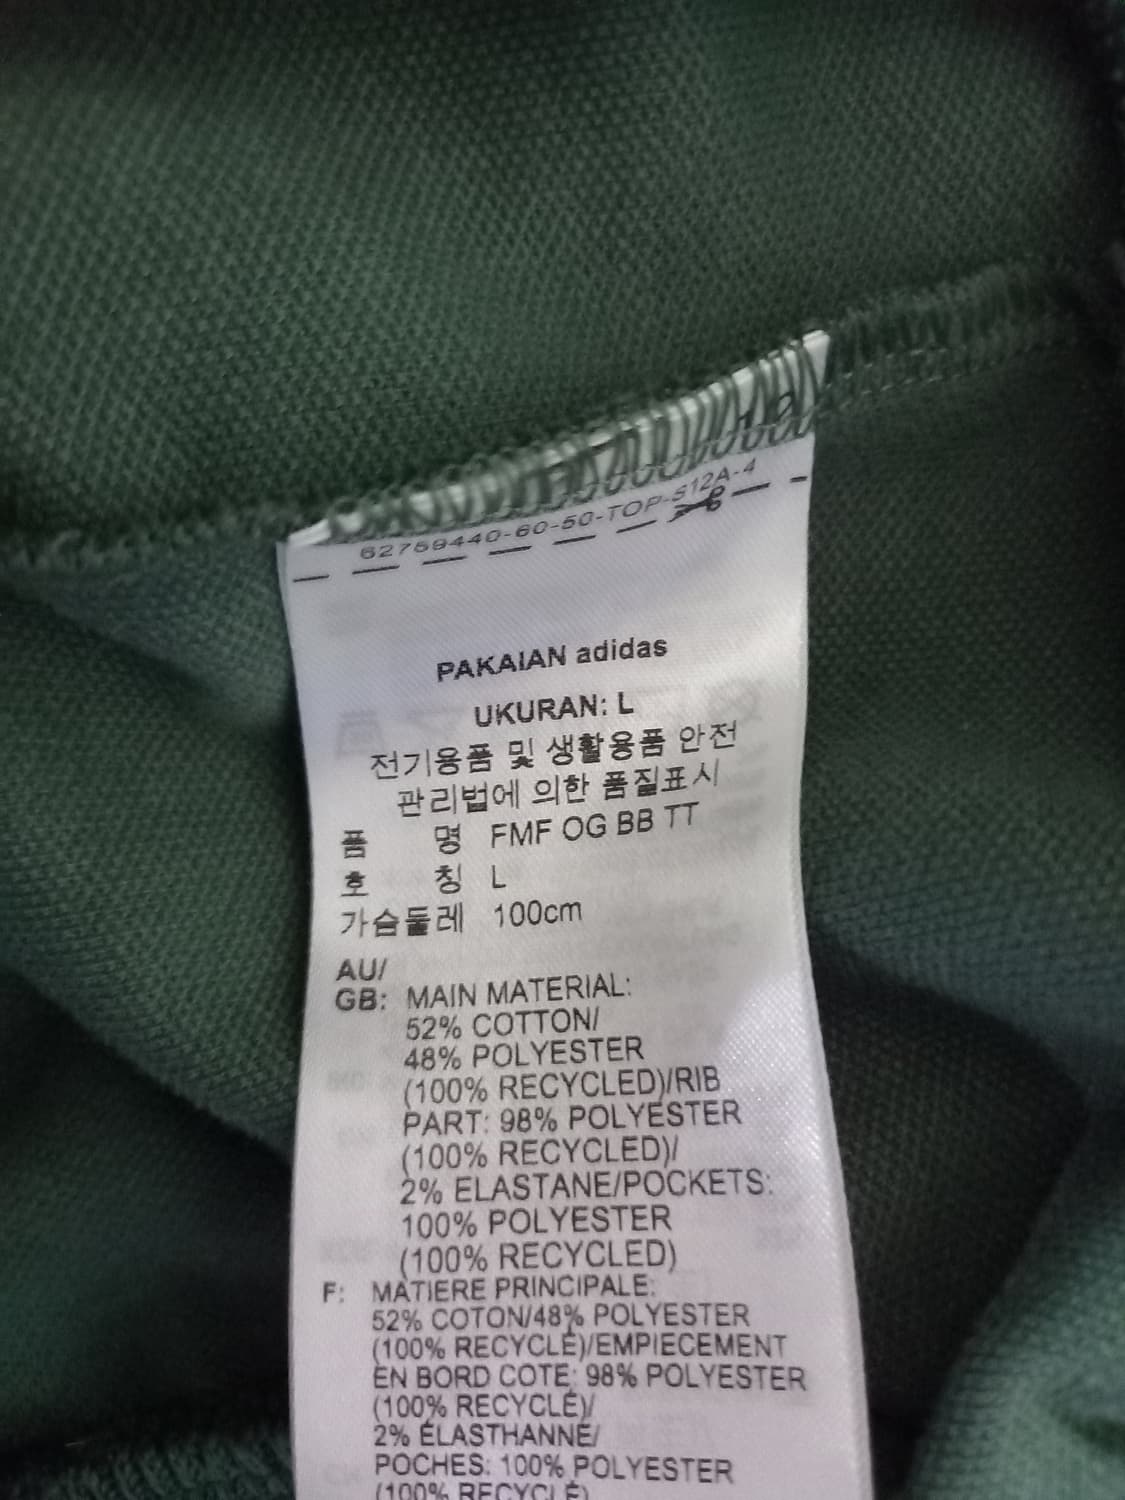 62759440-60-50-TOP-S12A-4
PAKAIAN adidas
UKURAN: L
전기용품 및 생활용품 안전
관리법에 의한 품질표시
품 명 FMF OG BB TT
호 칭 L
가슴둘레 100cm
AU/
GB: MAIN MATERIAL:
52% COTTON/
48% POLYESTER
(100% RECYCLED)/RIB
PART: 98% POLYESTER
(100% RECYCLED)/
2% ELASTANE/POCKETS:
100% POLYESTER
(100% RECYCLED)
F: MATIERE PRINCIPALE:
52% COTON/48% POLYESTER
(100% RECYCLÉ)/EMPIECEMENT
EN BORD COTE: 98% POLYESTER
(100% RECYCLÉ)/
2% ÉLASTHANNE/
POCHES: 100% POLYESTER
(100% RECYCLÉ)